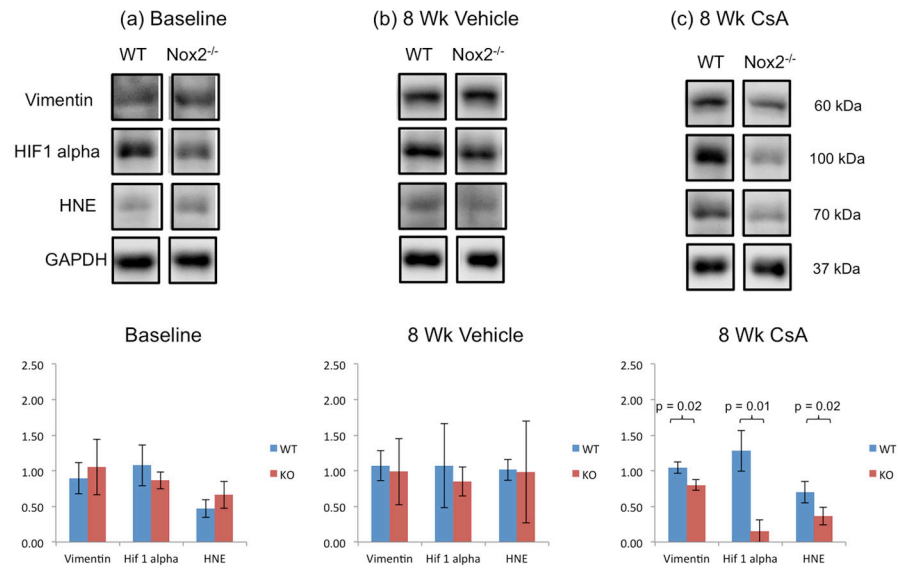 (a) Baseline (b) 8 Wk Vehicle (c) 8 Wk CsA
WT Nox2-/- WT Nox2-/- WT Nox2-/-
Vimentin 60 kDa
HIF1 alpha 100 kDa
HNE 70 kDa
GAPDH 37 kDa
Baseline
2.50
2.00
1.50
1.00
0.50
0.00
Vimentin Hif 1 alpha HNE
WT
KO
8 Wk Vehicle
2.50
2.00
1.50
1.00
0.50
0.00
Vimentin Hif 1 alpha HNE
WT
KO
8 Wk CsA
2.50
2.00
1.50
1.00
0.50
0.00
p = 0.02 p = 0.01 p = 0.02
Vimentin Hif 1 alpha HNE
WT
KO